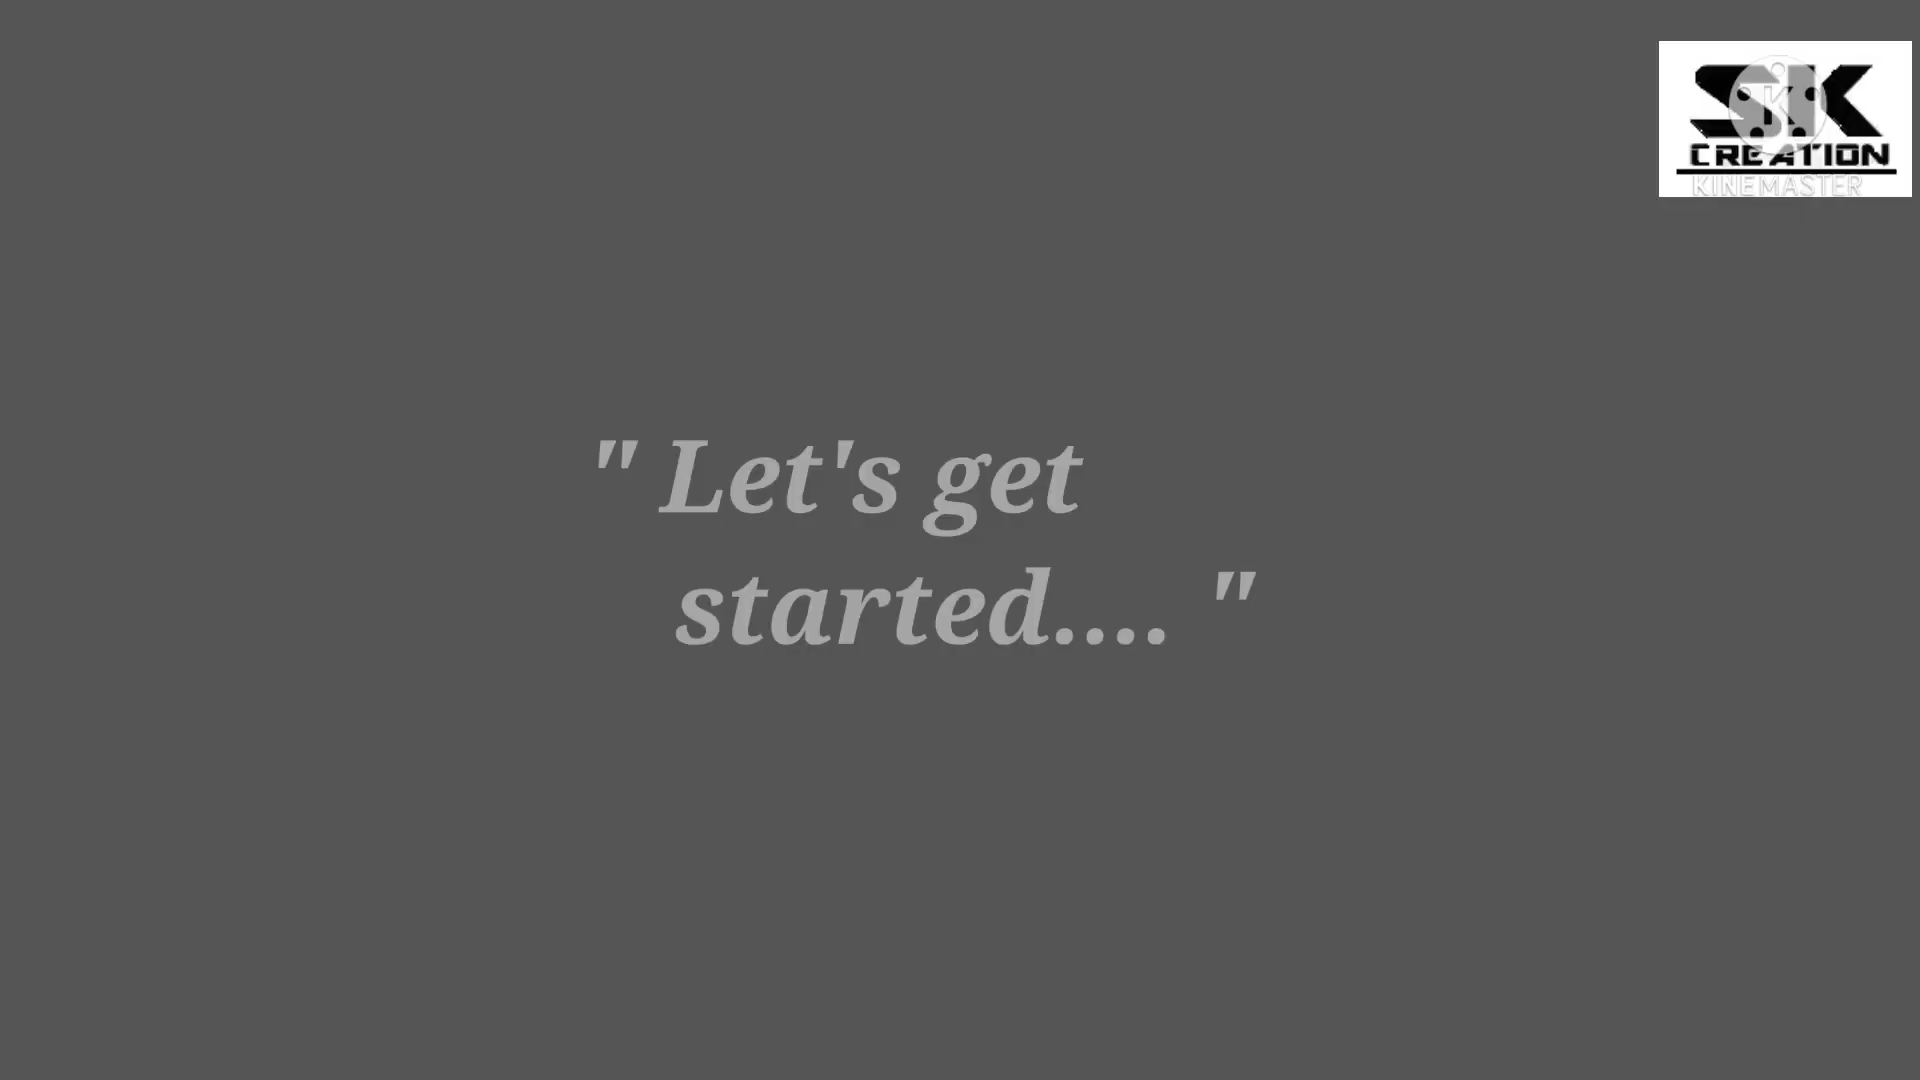 SK
CREATION
KINEMASTER
" Let's get
started.... "